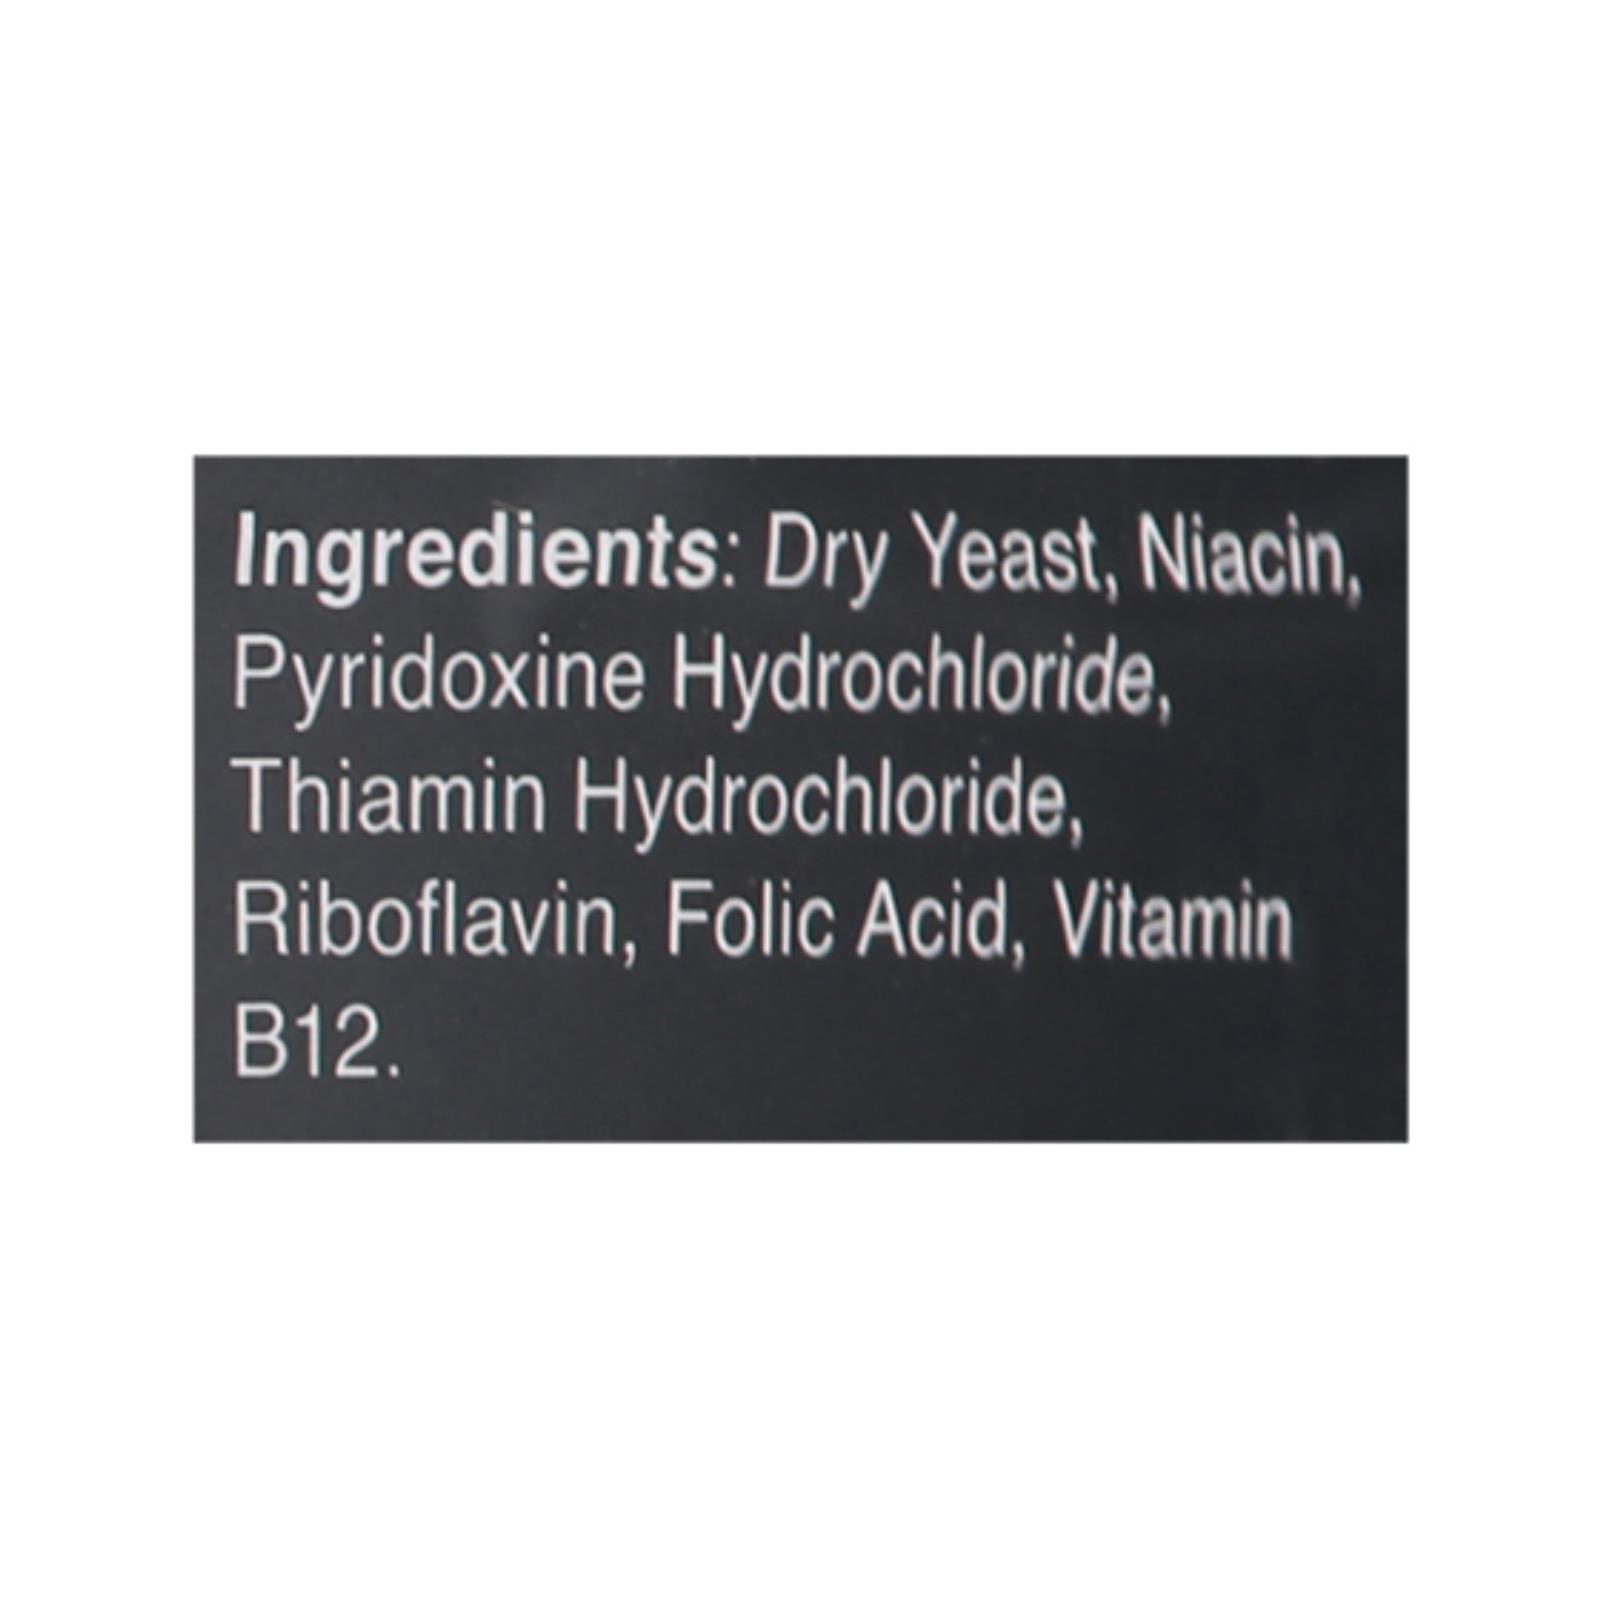 Ingredients: Dry Yeast, Niacin,
Pyridoxine Hydrochloride,
Thiamin Hydrochloride,
Riboflavin, Folic Acid, Vitamin
B12.